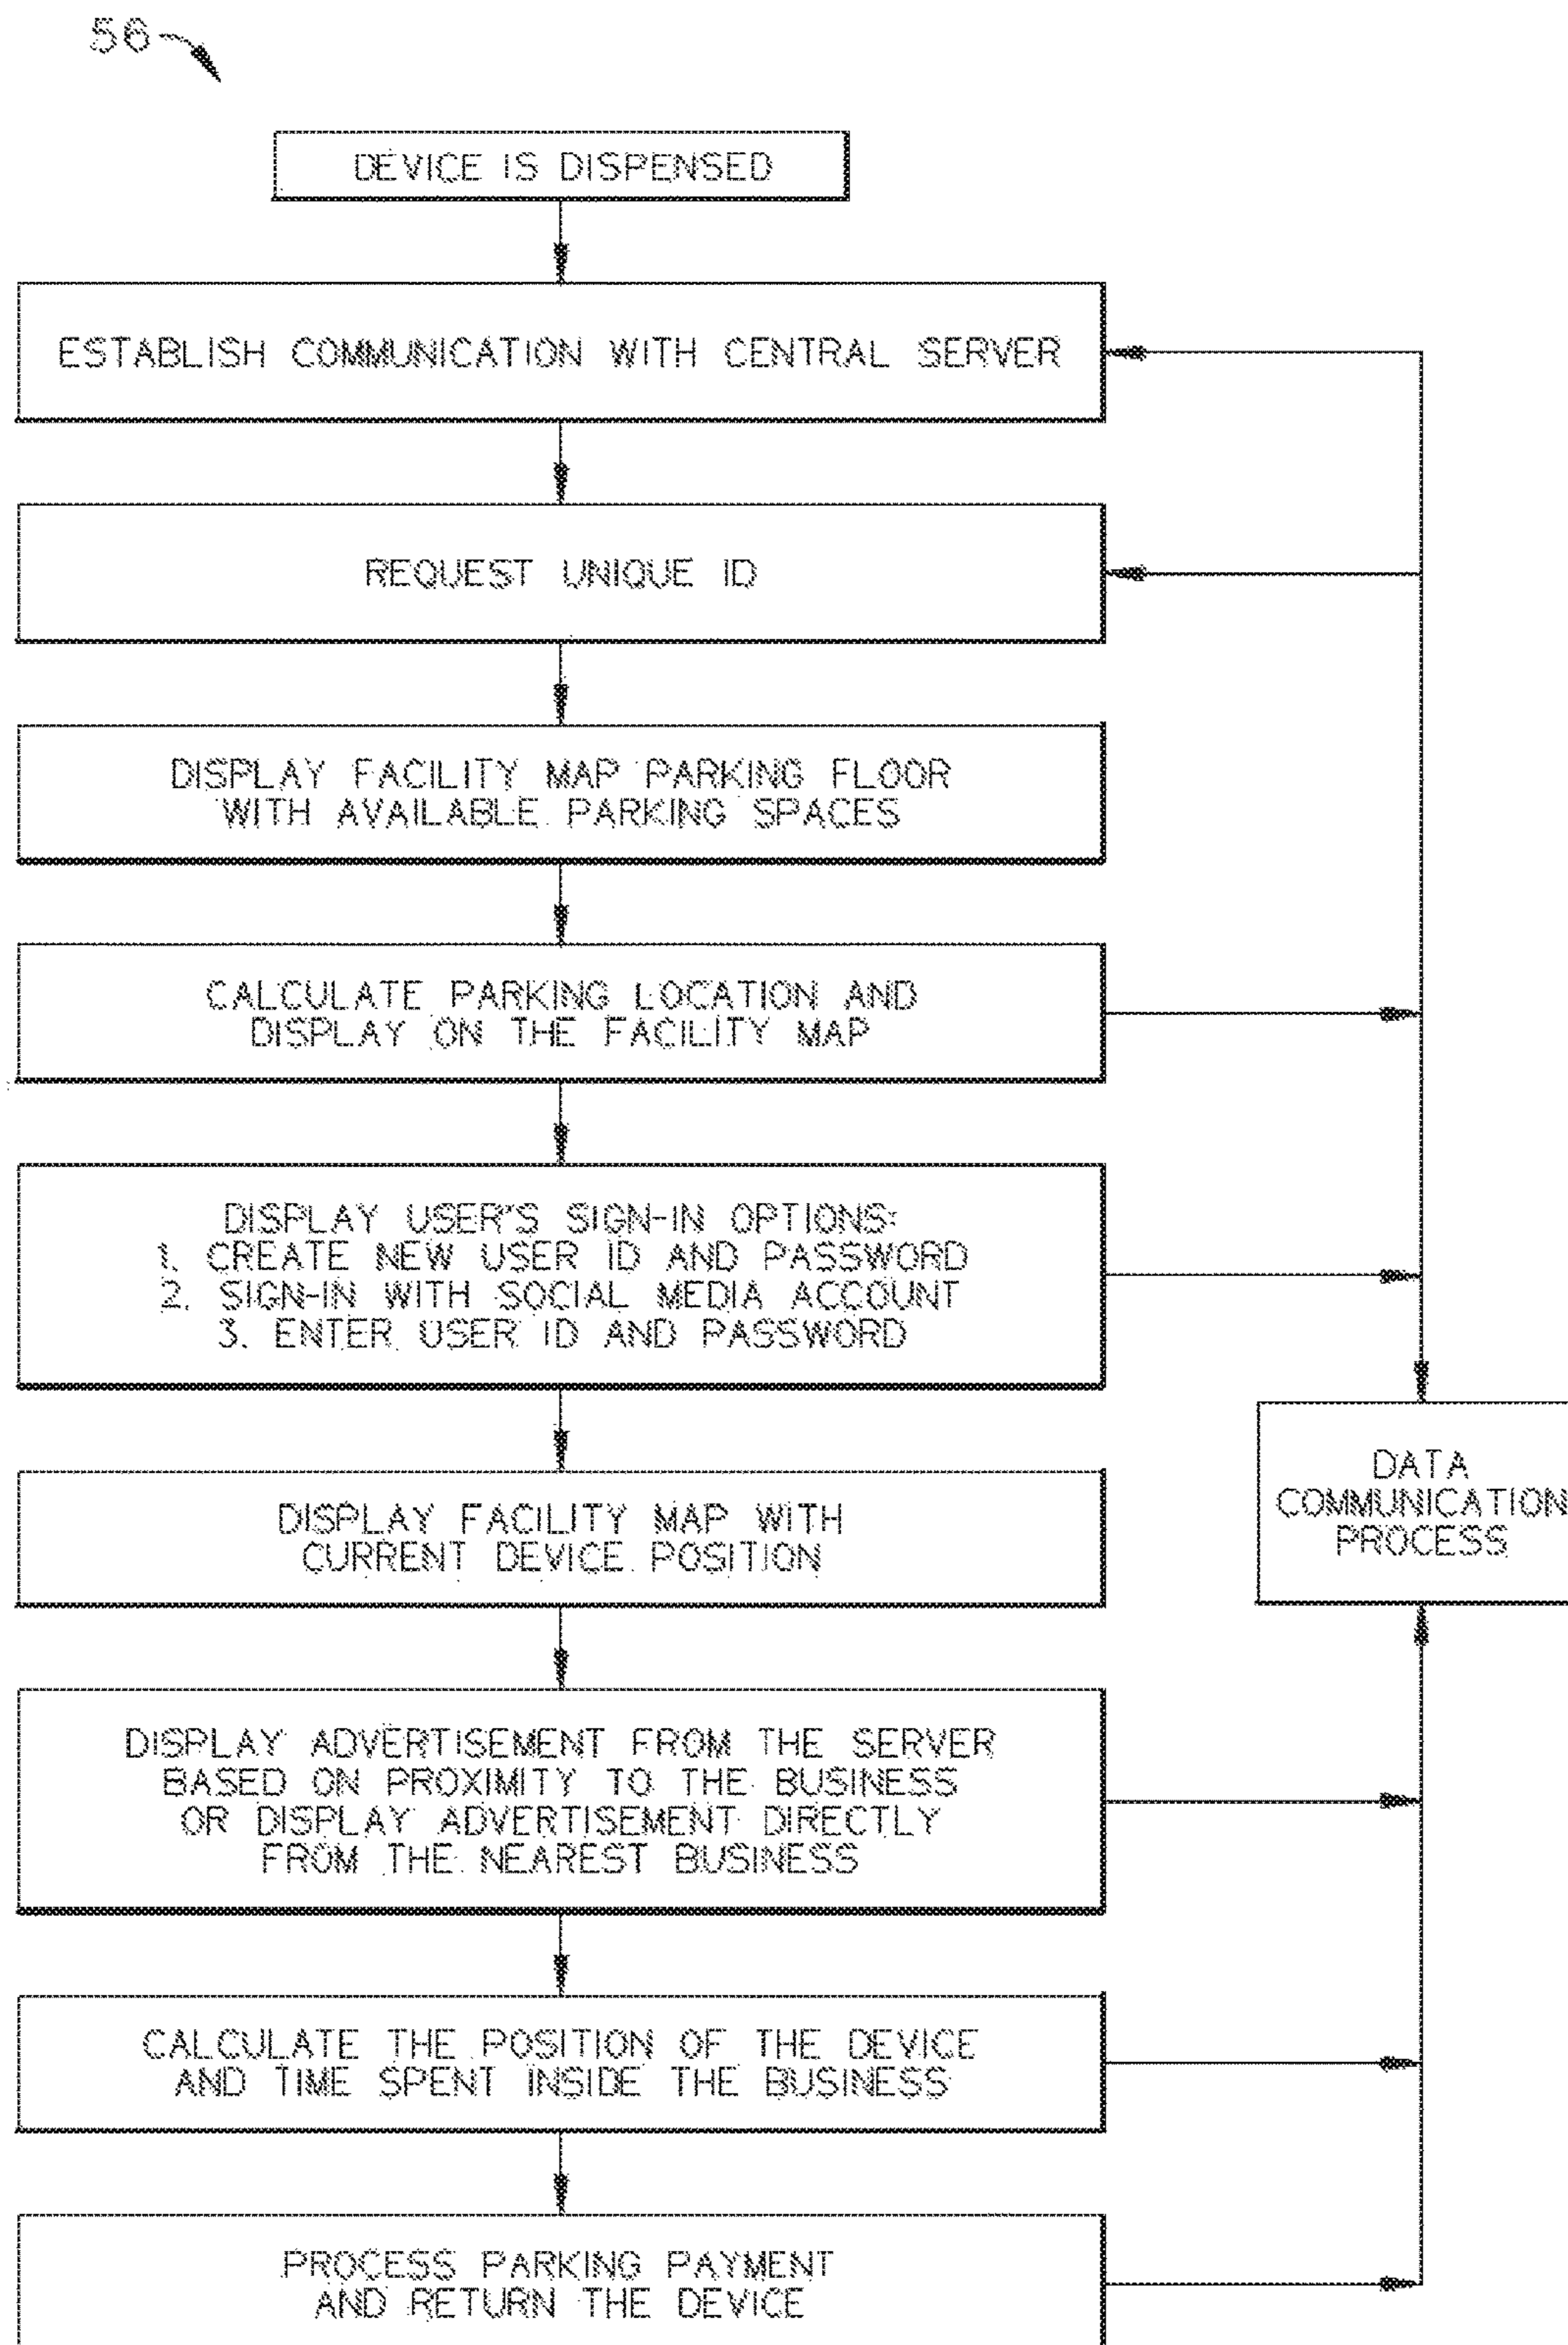 56
DEVICE IS DISPENSED
ESTABLISH COMMUNICATION WITH CENTRAL SERVER
REQUEST UNIQUE ID
DISPLAY FACILITY MAP PARKING FLOOR
WITH AVAILABLE PARKING SPACES
CALCULATE PARKING LOCATION AND
DISPLAY ON THE FACILITY MAP
DISPLAY USER'S SIGN-IN OPTIONS:
1. CREATE NEW USER ID AND PASSWORD
2. SIGN-IN WITH SOCIAL MEDIA ACCOUNT
3. ENTER USER ID AND PASSWORD
DISPLAY FACILITY MAP WITH
CURRENT DEVICE POSITION
DATA
COMMUNICATION
PROCESS
DISPLAY ADVERTISEMENT FROM THE SERVER
BASED ON PROXIMITY TO THE BUSINESS
OR DISPLAY ADVERTISEMENT DIRECTLY
FROM THE NEAREST BUSINESS
CALCULATE THE POSITION OF THE DEVICE
AND TIME SPENT INSIDE THE BUSINESS
PROCESS PARKING PAYMENT
AND RETURN THE DEVICE